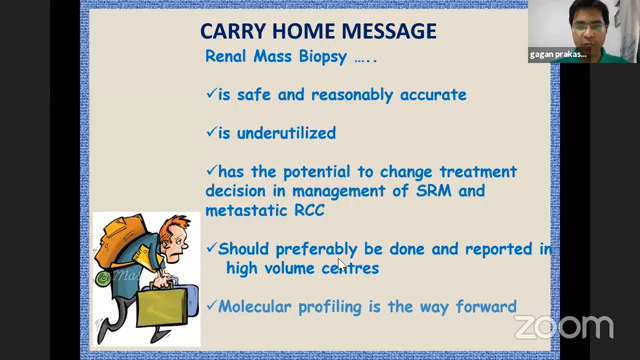 CARRY HOME MESSAGE
Renal Mass Biopsy …..
✓is safe and reasonably accurate
✓is underutilized
✓has the potential to change treatment
decision in management of SRM and
metastatic RCC
✓Should preferably be done and reported in
high volume centres
✓Molecular profiling is the way forward
gagan prakas...
zoom